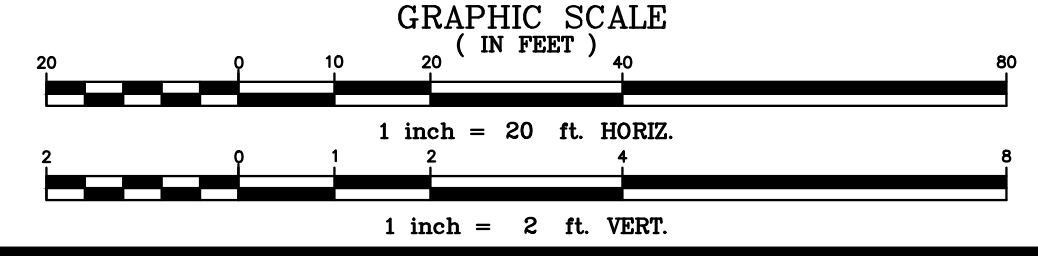 GRAPHIC SCALE
( IN FEET )
20 0 10 20 40 80
1 inch = 20 ft. HORIZ.
2 0 1 2 4 8
1 inch = 2 ft. VERT.